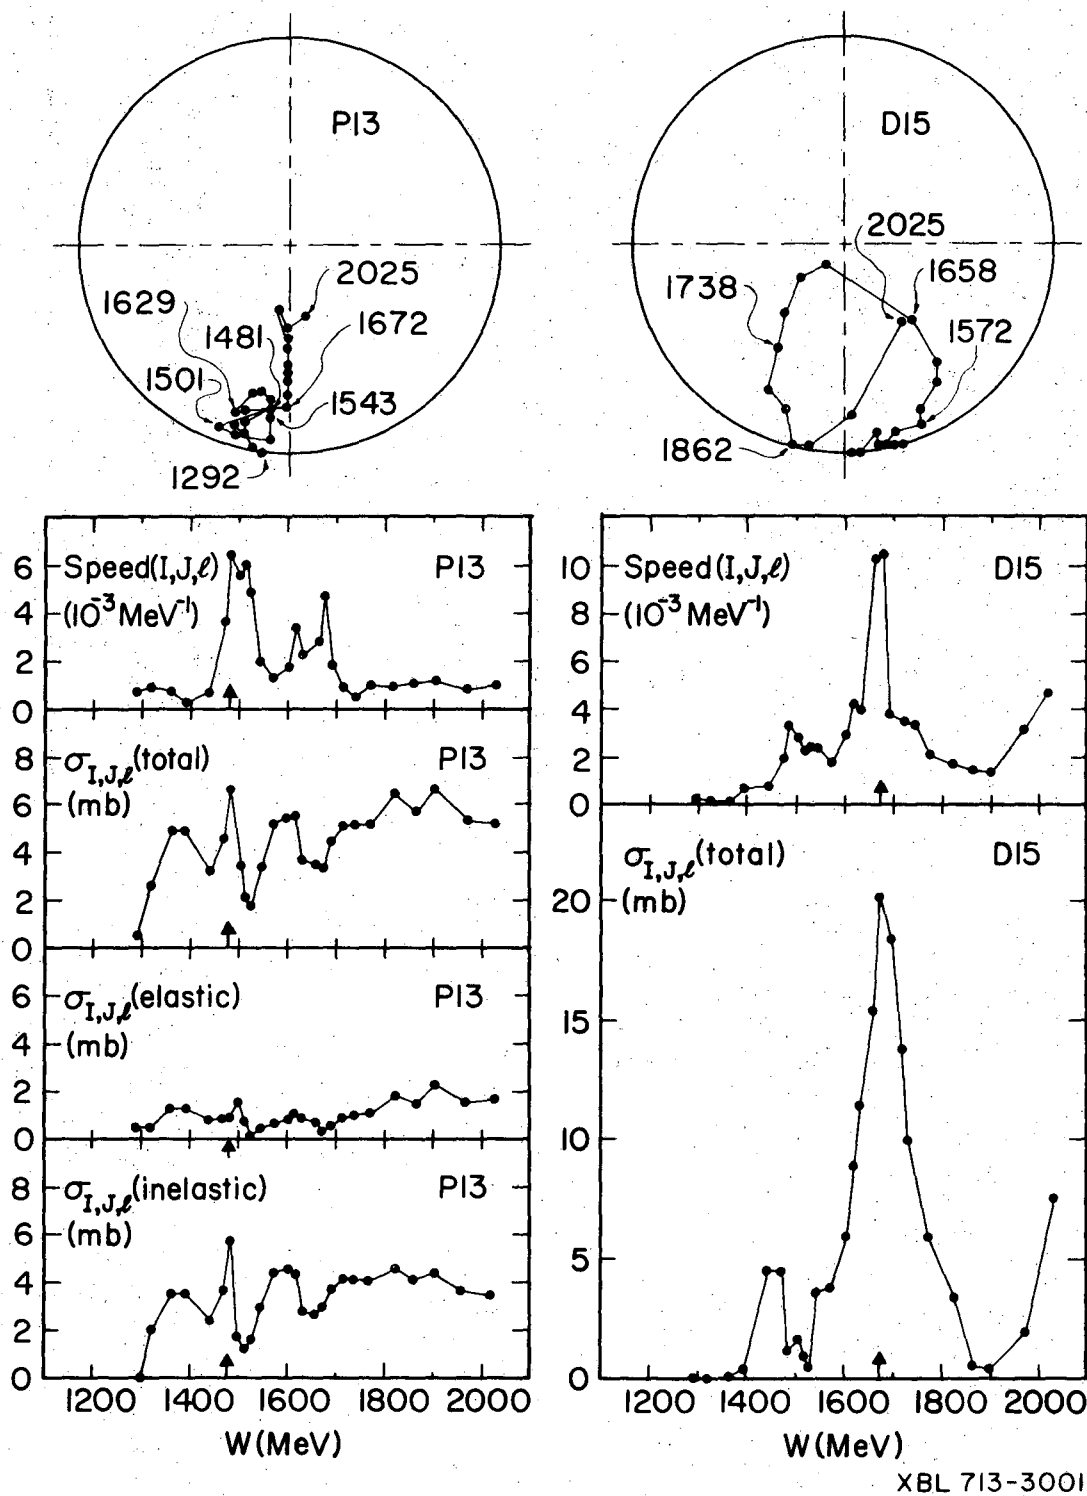 P13
2025
1629
1481
1672
1501
1543
1292
D15
2025
1738
1658
1572
1862
Speed(I,J,ℓ) P13
(10⁻³ MeV⁻¹)
6
4
2
0
σI,J,ℓ(total) P13
(mb)
8
6
4
2
0
σI,J,ℓ(elastic) P13
(mb)
6
4
2
0
σI,J,ℓ(inelastic) P13
(mb)
8
6
4
2
0
1200 1400 1600 1800 2000
W(MeV)
Speed(I,J,ℓ) D15
(10⁻³ MeV⁻¹)
10
8
6
4
2
0
σI,J,ℓ(total) D15
(mb)
20
15
10
5
0
1200 1400 1600 1800 2000
W(MeV)
XBL 713-3001